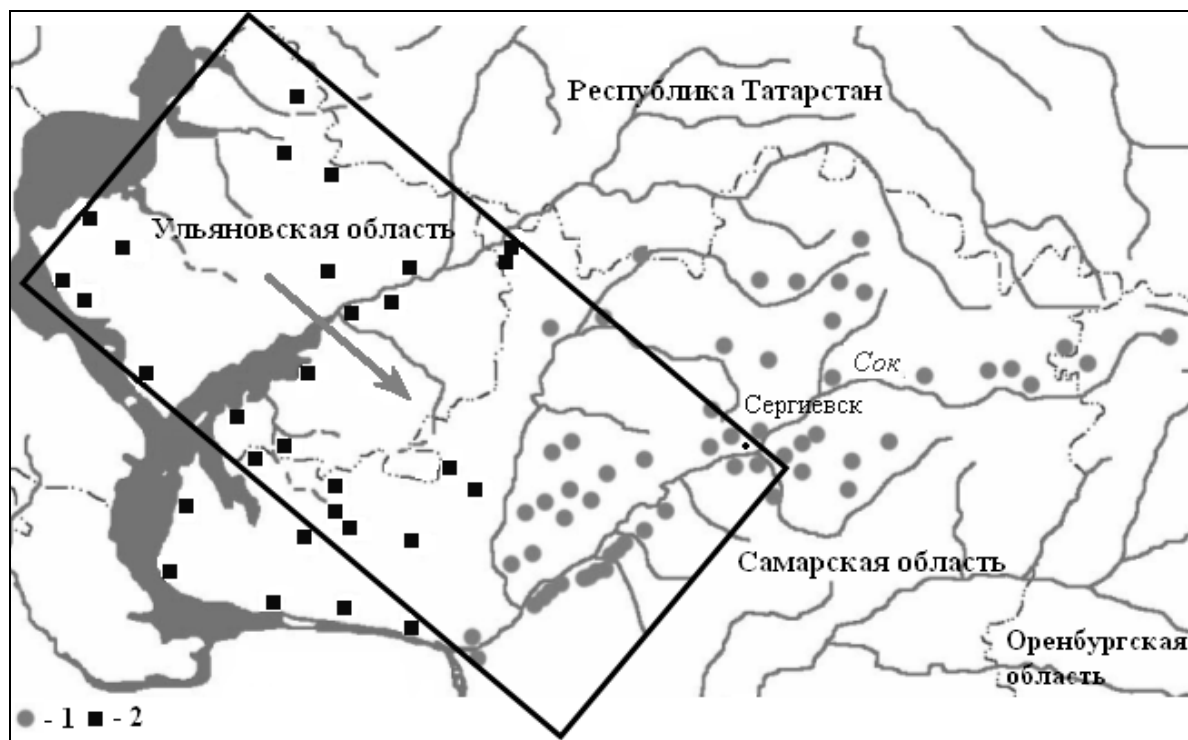 Республика Татарстан
Ульяновская область
Сок
Сергиевск
Самарская область
Оренбургская
область
- 1 - 2